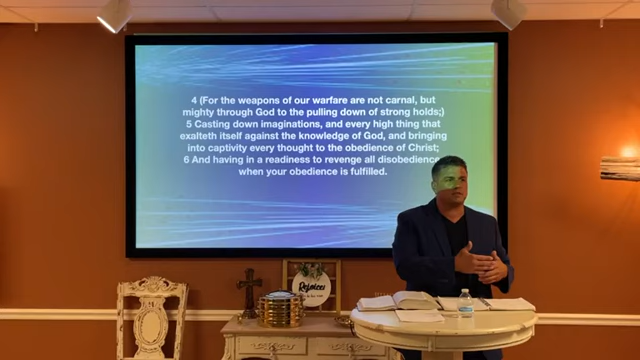 4 (For the weapons of our warfare are not carnal, but
mighty through God to the pulling down of strong holds;)
5 Casting down imaginations, and every high thing that
exalteth itself against the knowledge of God, and bringing
into captivity every thought to the obedience of Christ;
6 And having in a readiness to revenge all disobedience
when your obedience is fulfilled.
Rejoice